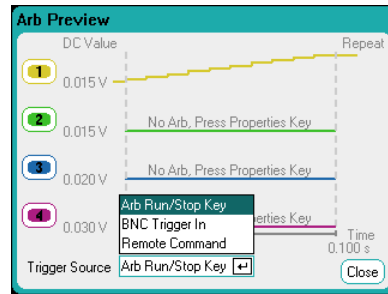 Arb Preview
DC Value
Repeat
1
0.015 V
2
0.015 V
No Arb, Press Properties Key
3
0.020 V
No Arb, Press Properties Key
4
0.030 V
perties Key
Arb Run/Stop Key
BNC Trigger In
Remote Command
Time
0.100 s
Trigger Source
Arb Run/Stop Key
Close